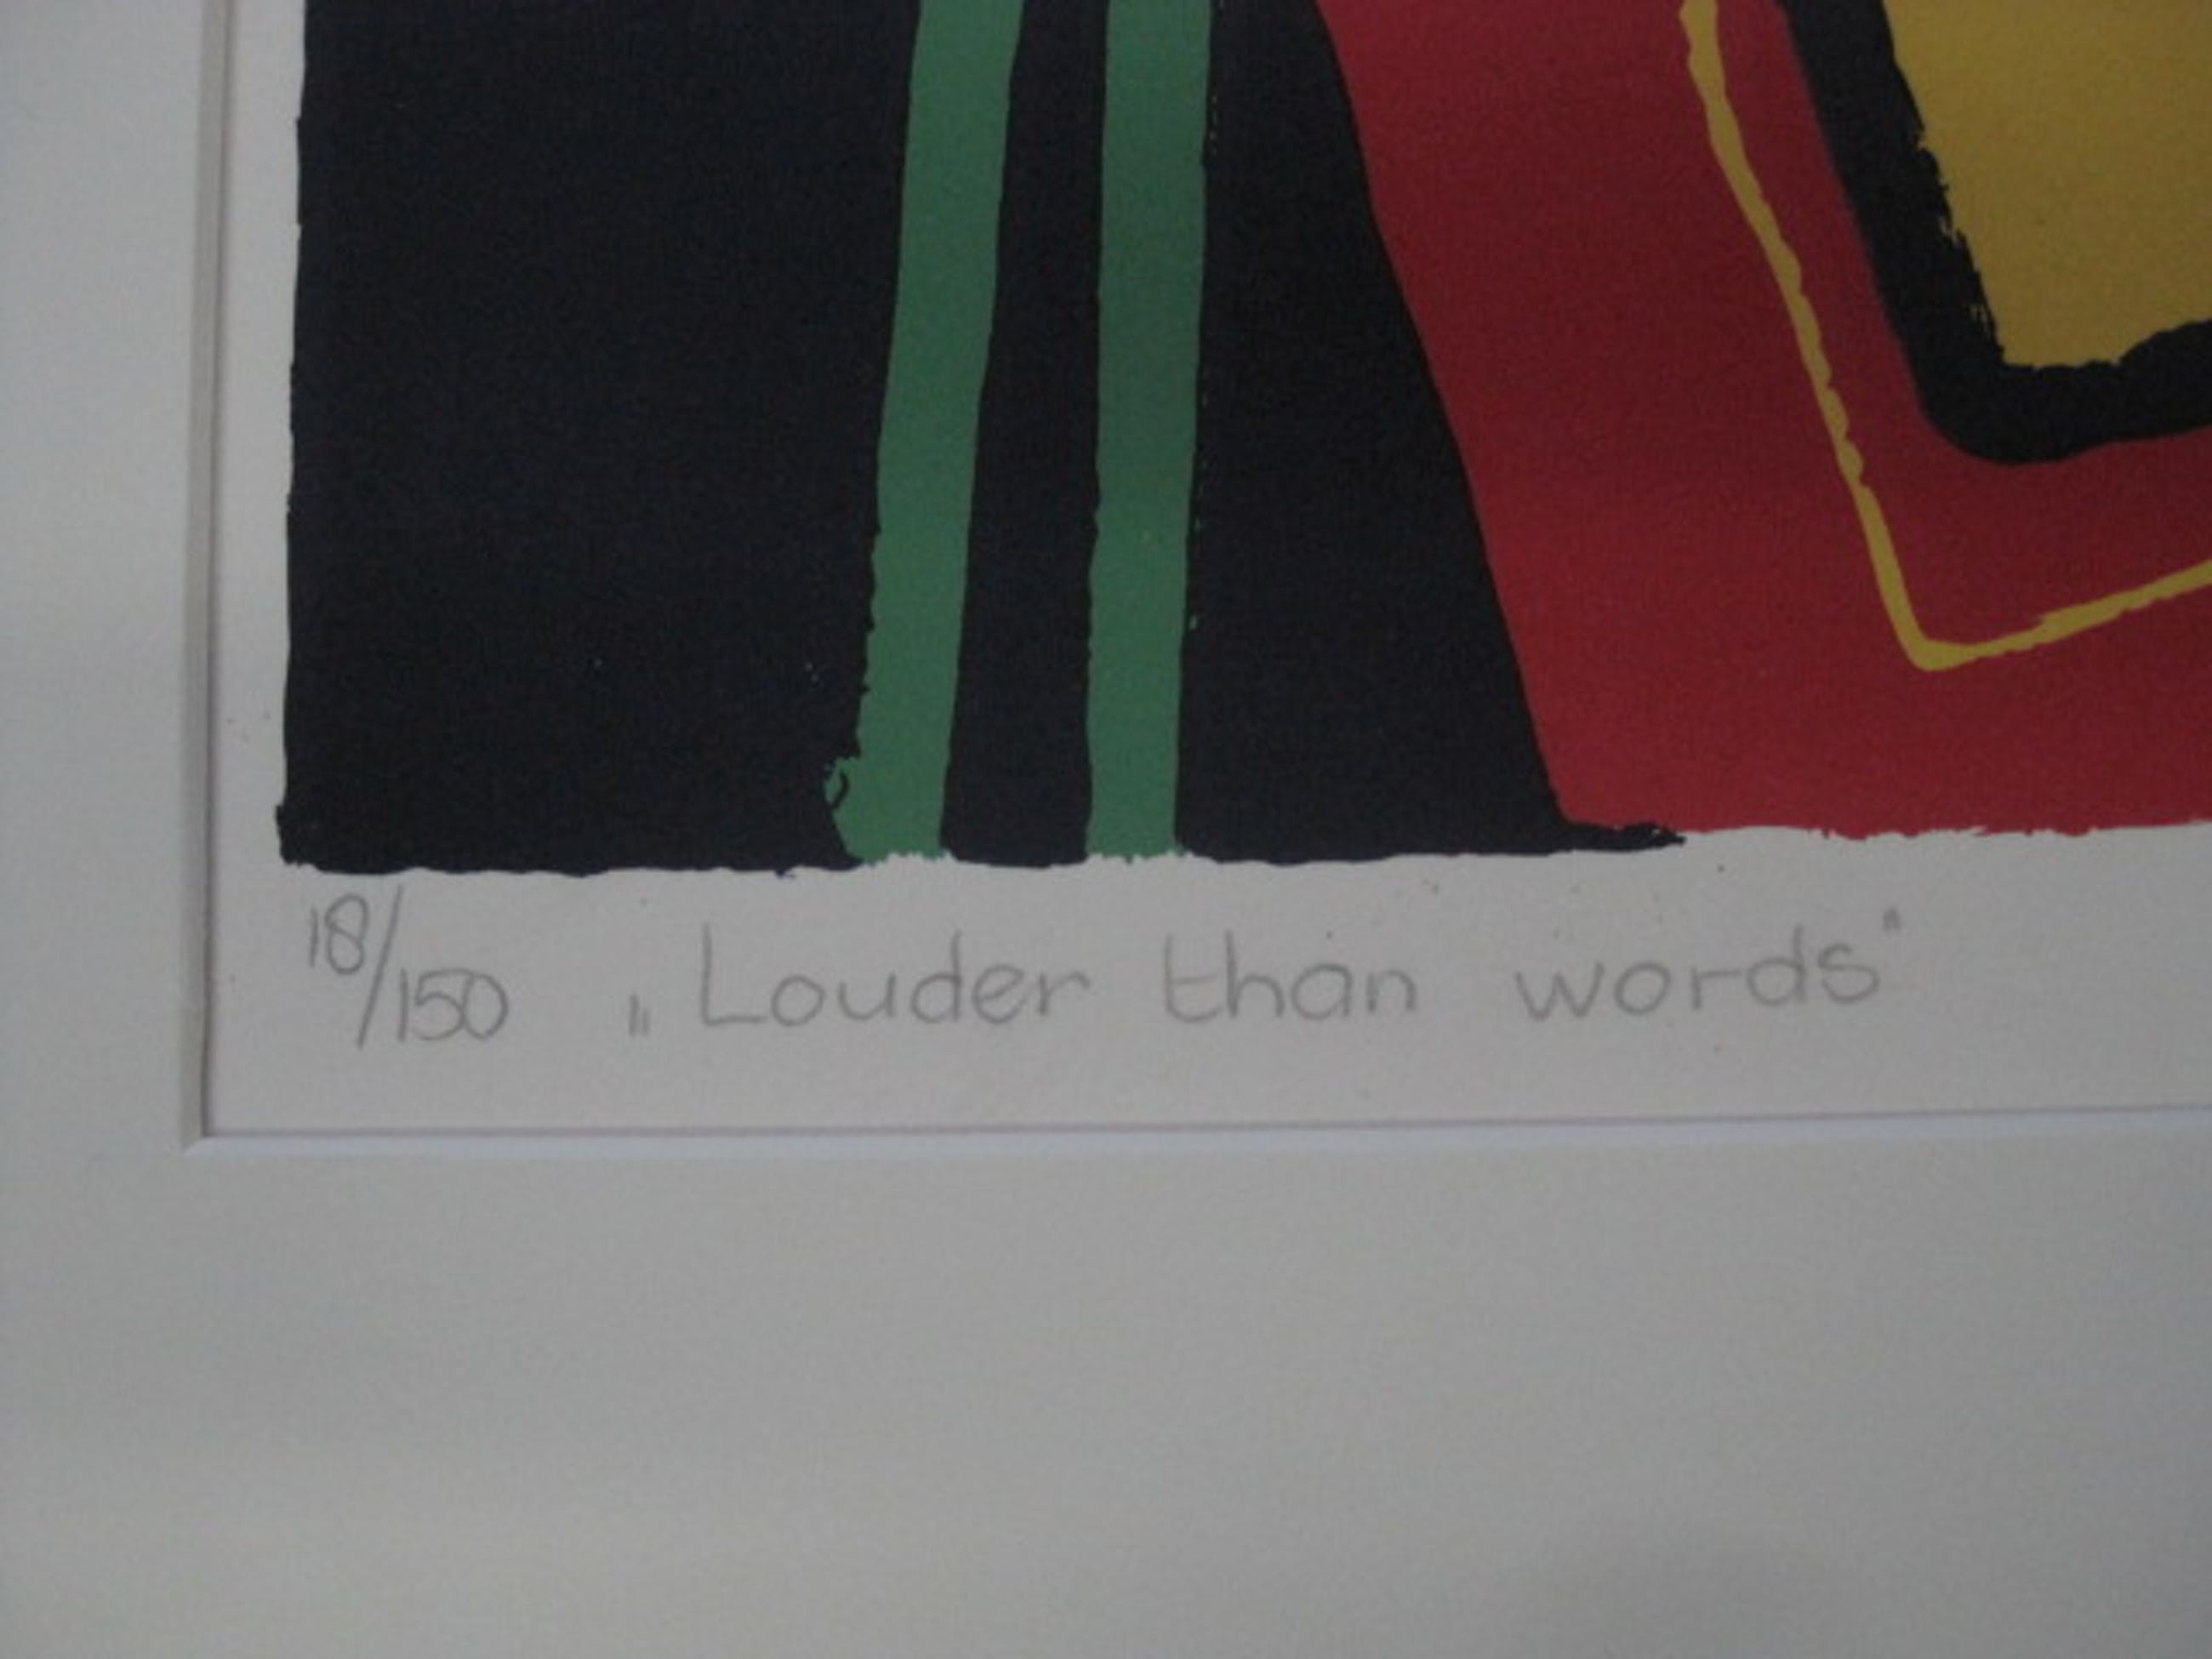 18/150 „Louder than words"